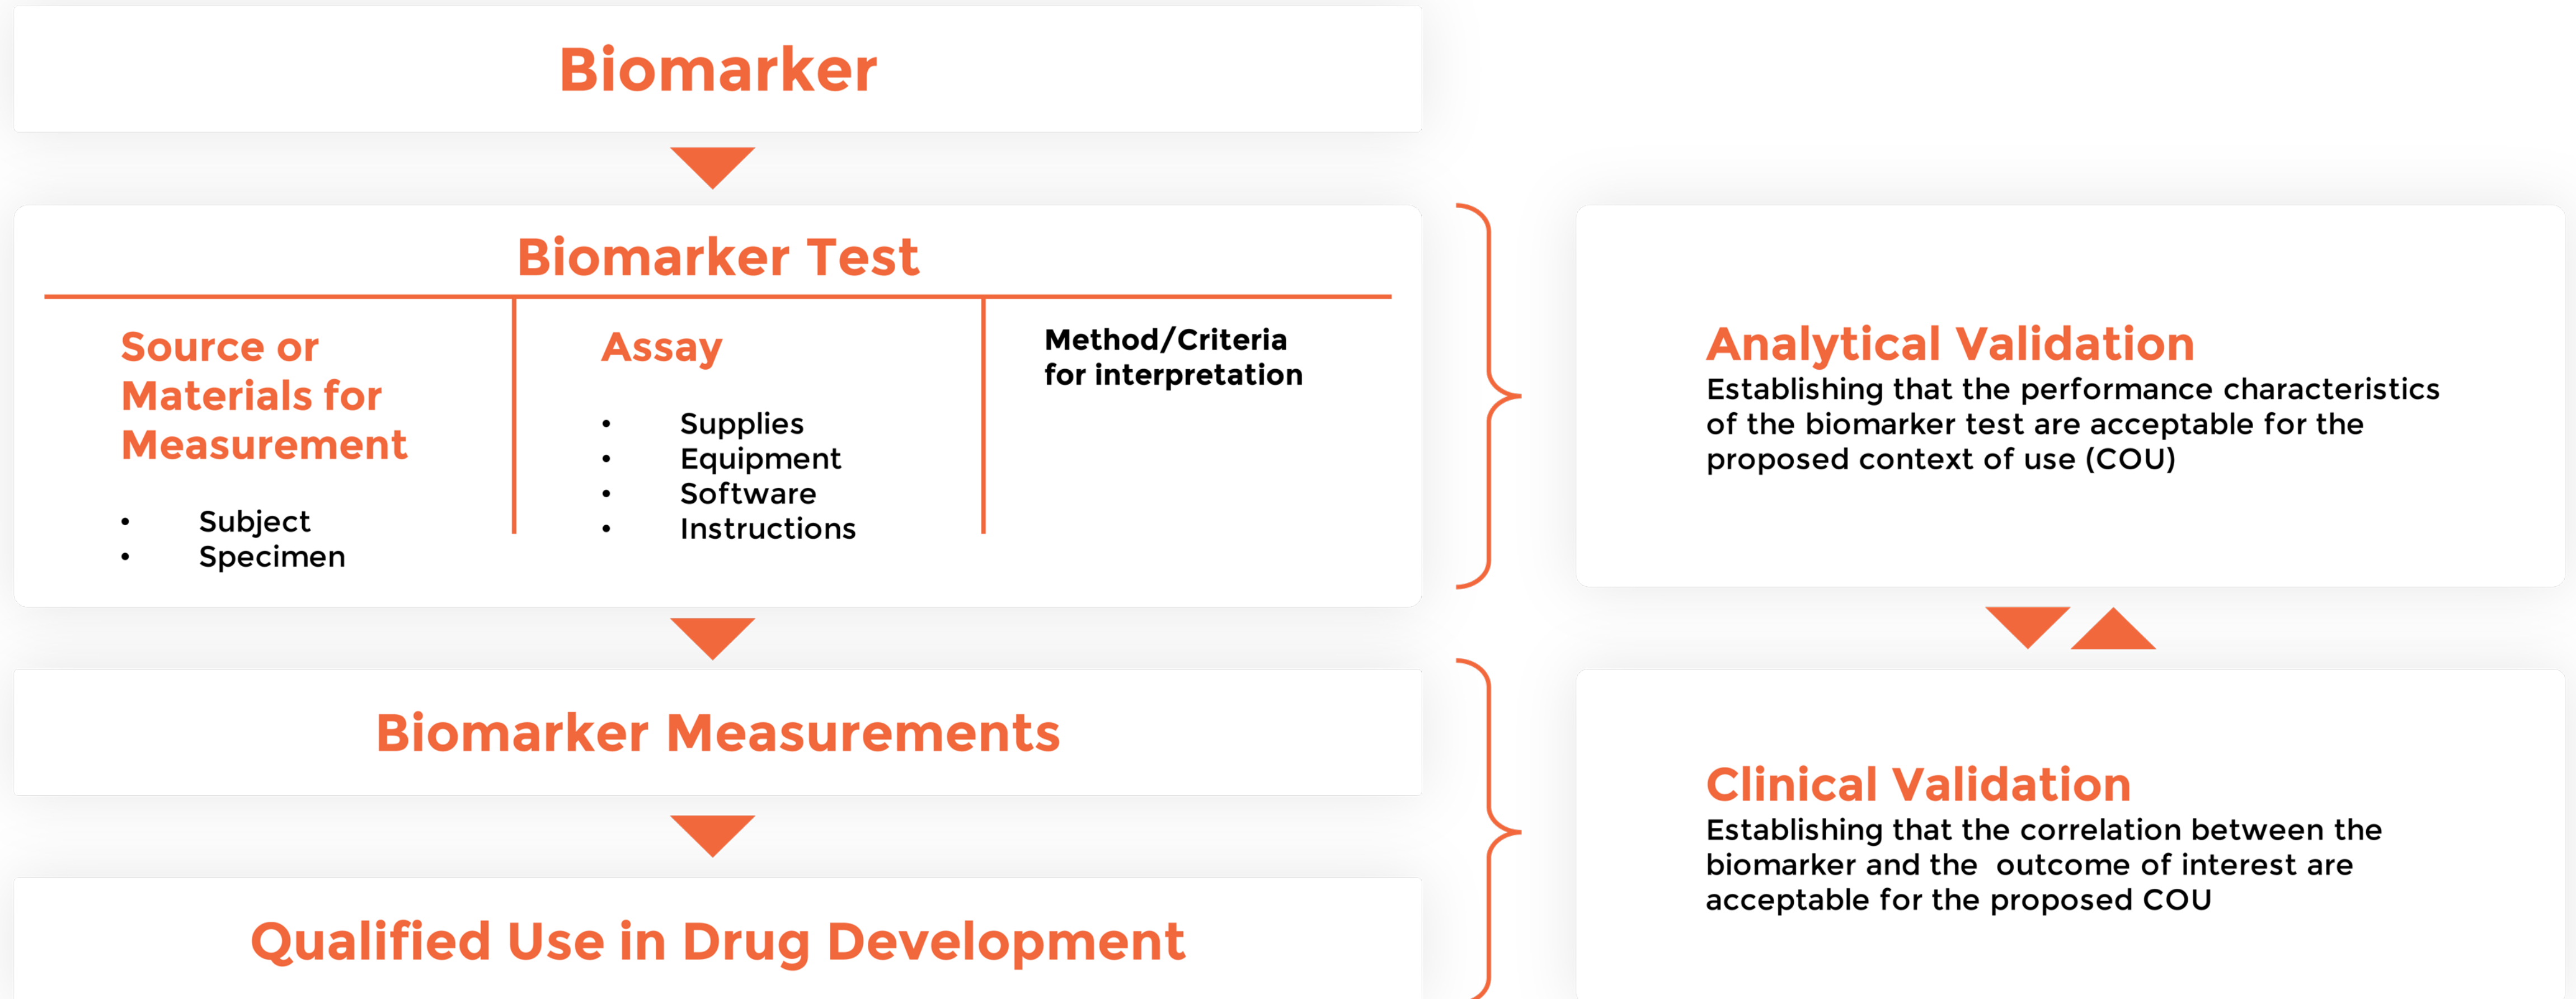 Biomarker
Biomarker Test
Source or
Materials for
Measurement
• Subject
• Specimen
Assay
• Supplies
• Equipment
• Software
• Instructions
Method/Criteria
for interpretation
Analytical Validation
Establishing that the performance characteristics
of the biomarker test are acceptable for the
proposed context of use (COU)
Biomarker Measurements
Qualified Use in Drug Development
Clinical Validation
Establishing that the correlation between the
biomarker and the  outcome of interest are
acceptable for the proposed COU